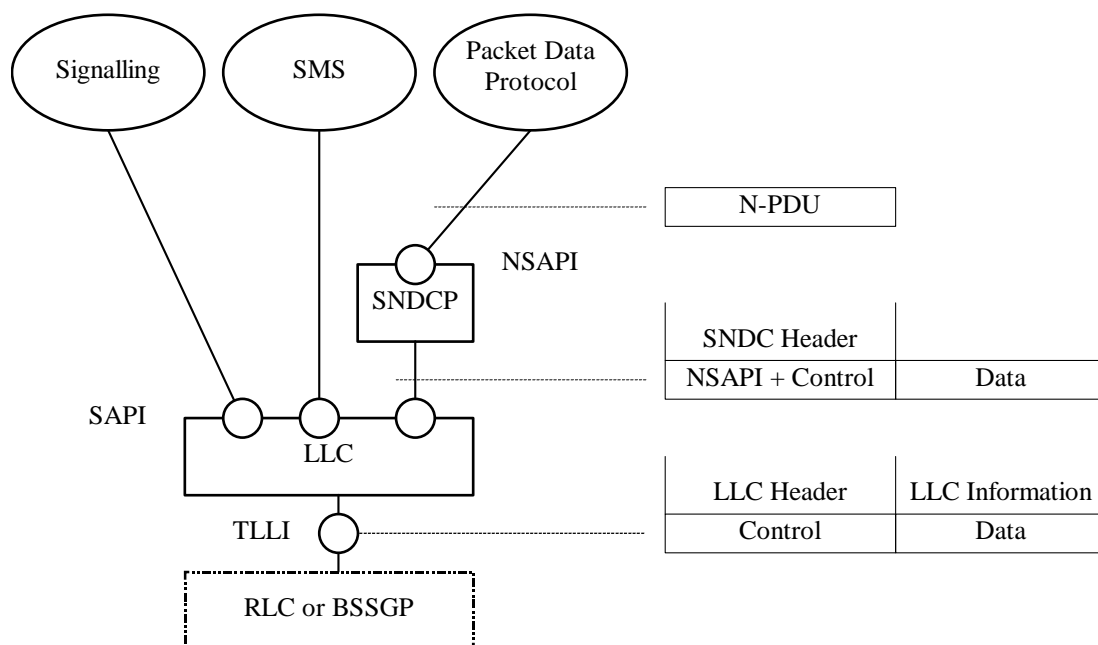 Signalling
SMS
Packet Data
Protocol
N-PDU
NSAPI
SNDCP
SNDC Header
NSAPI + Control
Data
SAPI
LLC
LLC Header
LLC Information
TLLI
Control
Data
RLC or BSSGP